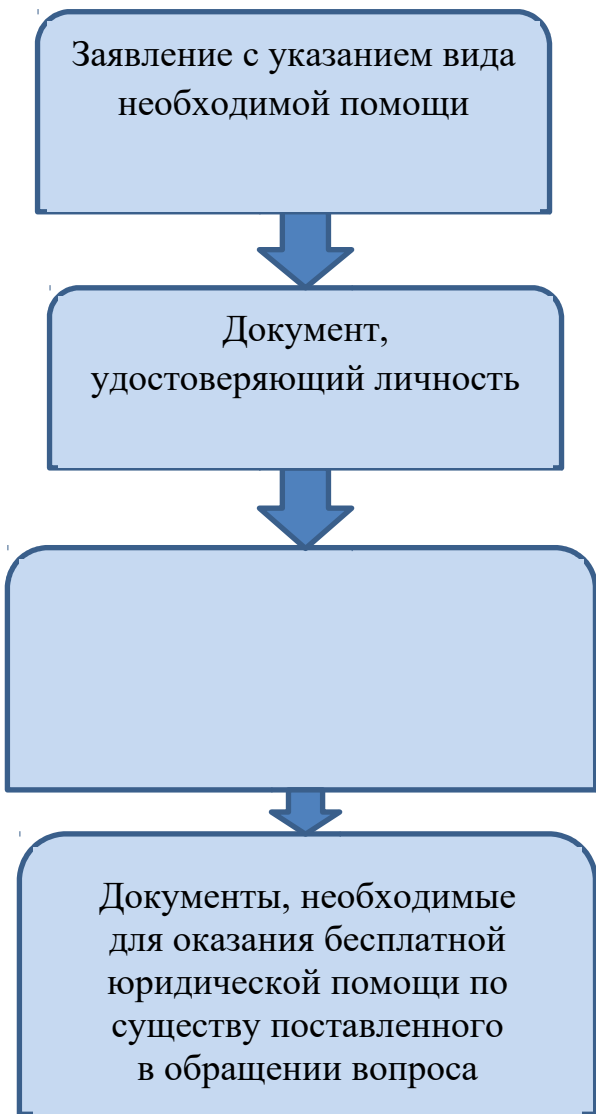 Заявление с указанием вида
необходимой помощи
Документ,
удостоверяющий личность
Документы, необходимые
для оказания бесплатной
юридической помощи по
существу поставленного
в обращении вопроса